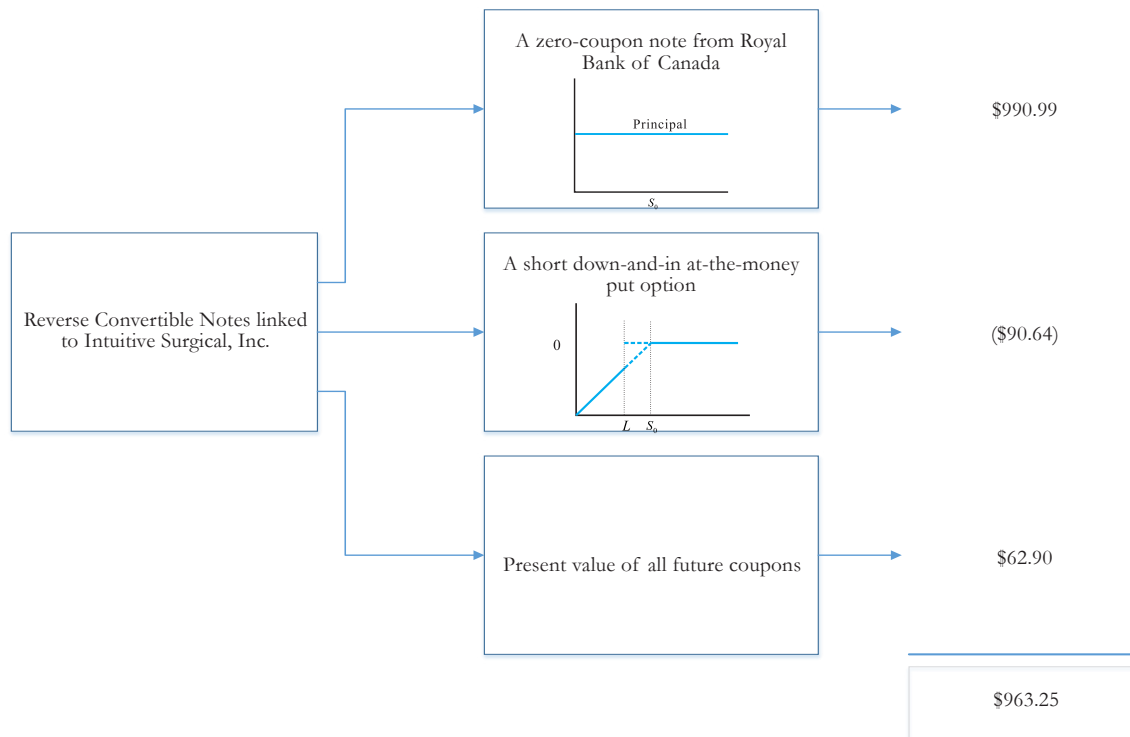 A zero-coupon note from Royal
Bank of Canada
Principal
S₀
$990.99
Reverse Convertible Notes linked
to Intuitive Surgical, Inc.
A short down-and-in at-the-money
put option
0
L S₀
($90.64)
Present value of all future coupons
$62.90
$963.25